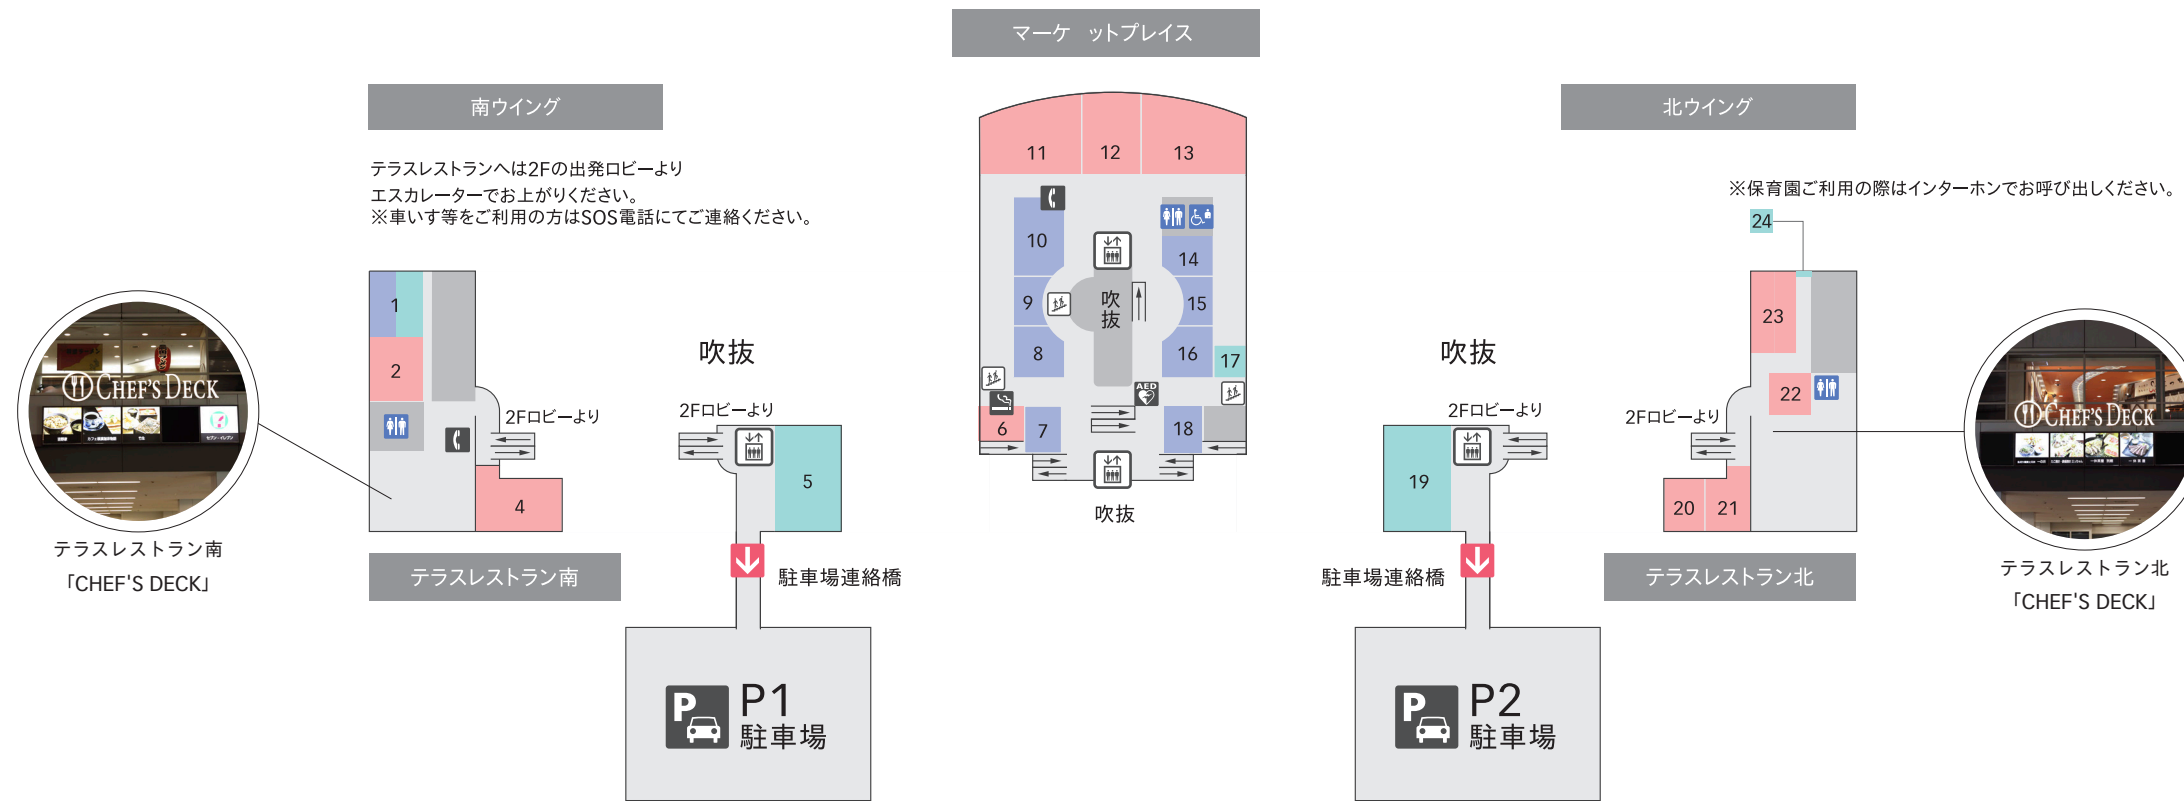 マーケ ットプレイス
南ウイング
北ウイング
テラスレストランへは2Fの出発ロビーより
エスカレーターでお上がりください。
※車いす等をご利用の方はSOS電話にてご連絡ください。
※保育園ご利用の際はインターホンでお呼び出しください。
1
2
2Fロビーより
4
CHEF'S DECK
セブン-イレブン
テラスレストラン南
「CHEF'S DECK」
テラスレストラン南
吹抜
2Fロビーより
5
駐車場連絡橋
P
P1
駐車場
11
12
13
10
14
9
吹抜
15
8
16
17
AED
6
7
18
吹抜
吹抜
2Fロビーより
19
駐車場連絡橋
P
P2
駐車場
24
23
22
2Fロビーより
20
21
テラスレストラン北
CHEF'S DECK
テラスレストラン北
「CHEF'S DECK」